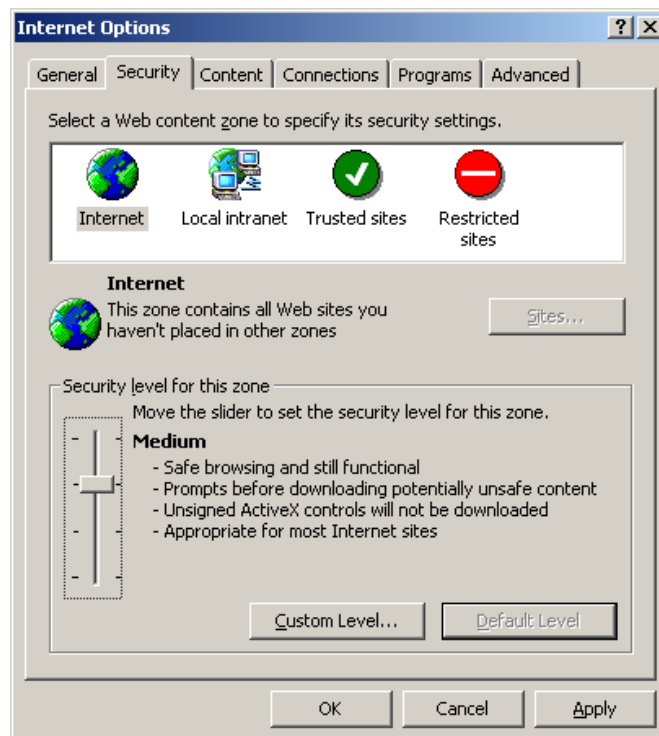 Internet Options
General Security Content Connections Programs Advanced
Select a Web content zone to specify its security settings.
Internet Local intranet Trusted sites Restricted
sites
Internet
This zone contains all Web sites you
haven't placed in other zones
Sites...
Security level for this zone
Move the slider to set the security level for this zone.
Medium
- Safe browsing and still functional
- Prompts before downloading potentially unsafe content
- Unsigned ActiveX controls will not be downloaded
- Appropriate for most Internet sites
Custom Level... Default Level
OK Cancel Apply